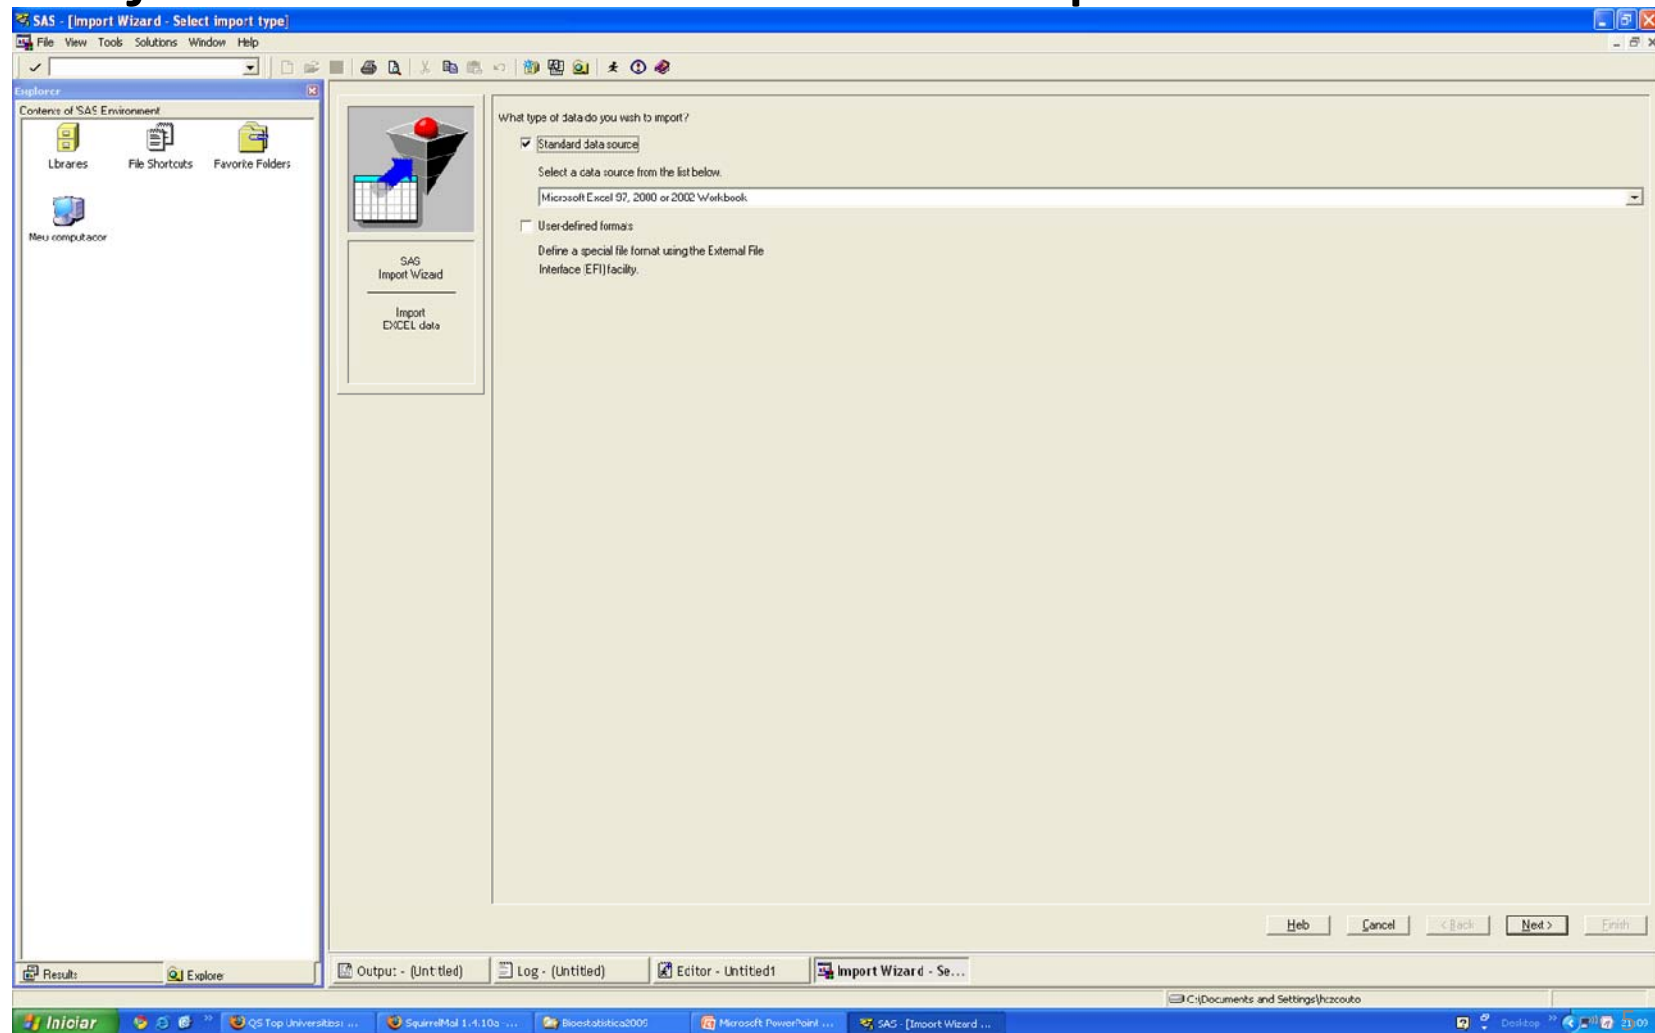 SAS - [Import Wizard - Select import type]
File View Tools Solutions Window Help
Explorer
Contents of 'SAS Environment'
Libraries File Shortcuts Favorite Folders
Meu computador
SAS
Import Wizard
Import
EXCEL data
What type of data do you wish to import?
Standard data source
Select a data source from the list below.
Microsoft Excel 97, 2000 or 2002 Workbook
User-defined formats
Define a special file format using the External File
Interface (EFI) facility.
Help Cancel < Back Next > Finish
Results Explorer
Output - (Untitled) Log - (Untitled) Editor - Untitled1 Import Wizard - Se...
C:\Documents and Settings\hzcouto
Iniciar QS Top Universities: ... SquirrelMail 1.4.10a -... Bioestatistica2009 Microsoft PowerPoint ... SAS - [Import Wizard ... Desktop 21:09